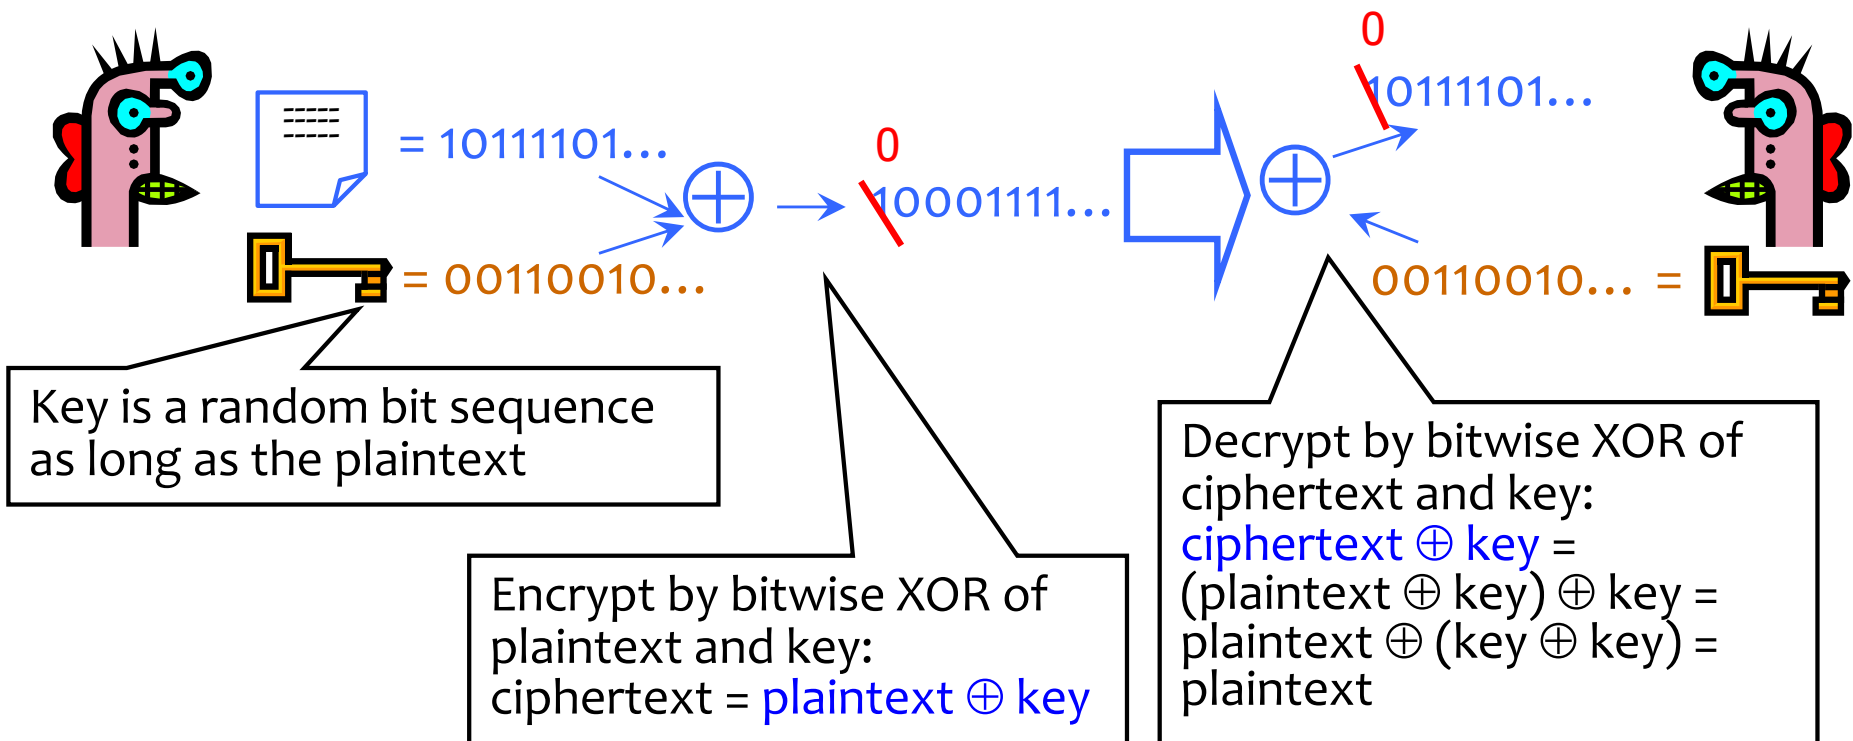 0
10111101...
= 10111101...
0
10001111...
= 00110010...
00110010... =
Key is a random bit sequence
as long as the plaintext
Encrypt by bitwise XOR of
plaintext and key:
ciphertext = plaintext ⊕ key
Decrypt by bitwise XOR of
ciphertext and key:
ciphertext ⊕ key =
(plaintext ⊕ key) ⊕ key =
plaintext ⊕ (key ⊕ key) =
plaintext